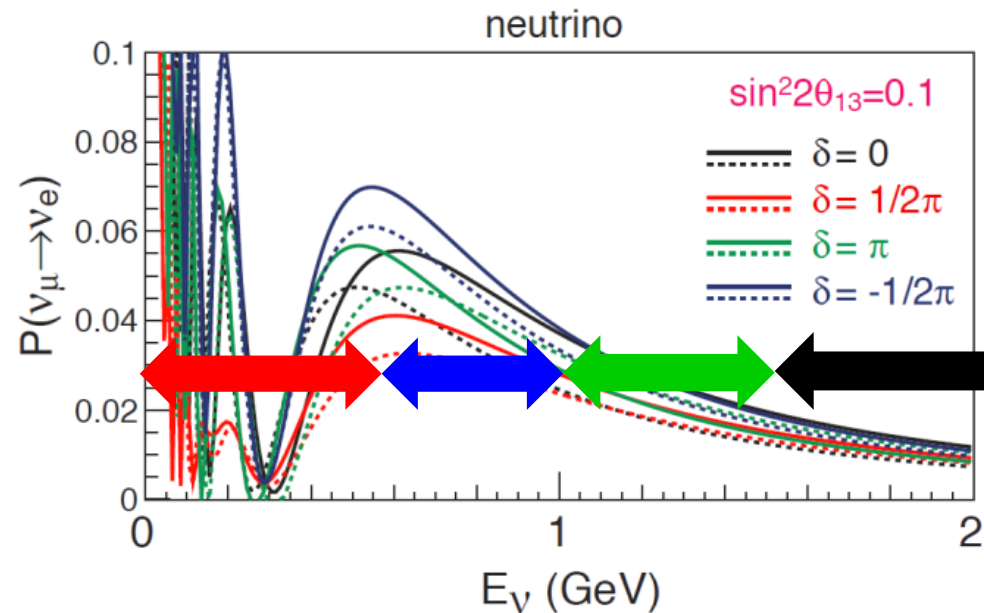 neutrino
0.1
0.08
0.06
0.04
0.02
0
P(νμ→νe)
sin²2θ₁₃=0.1
δ = 0
δ = 1/2π
δ = π
δ = -1/2π
0 1 2
Eν (GeV)